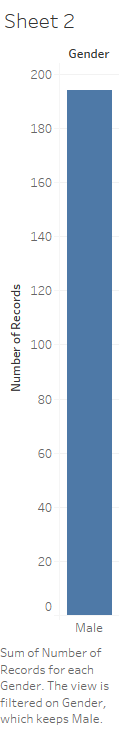 Sheet 2
Gender
200
180
160
140
120
100
80
60
40
20
0
Number of Records
Male
Sum of Number of
Records for each
Gender. The view is
filtered on Gender,
which keeps Male.